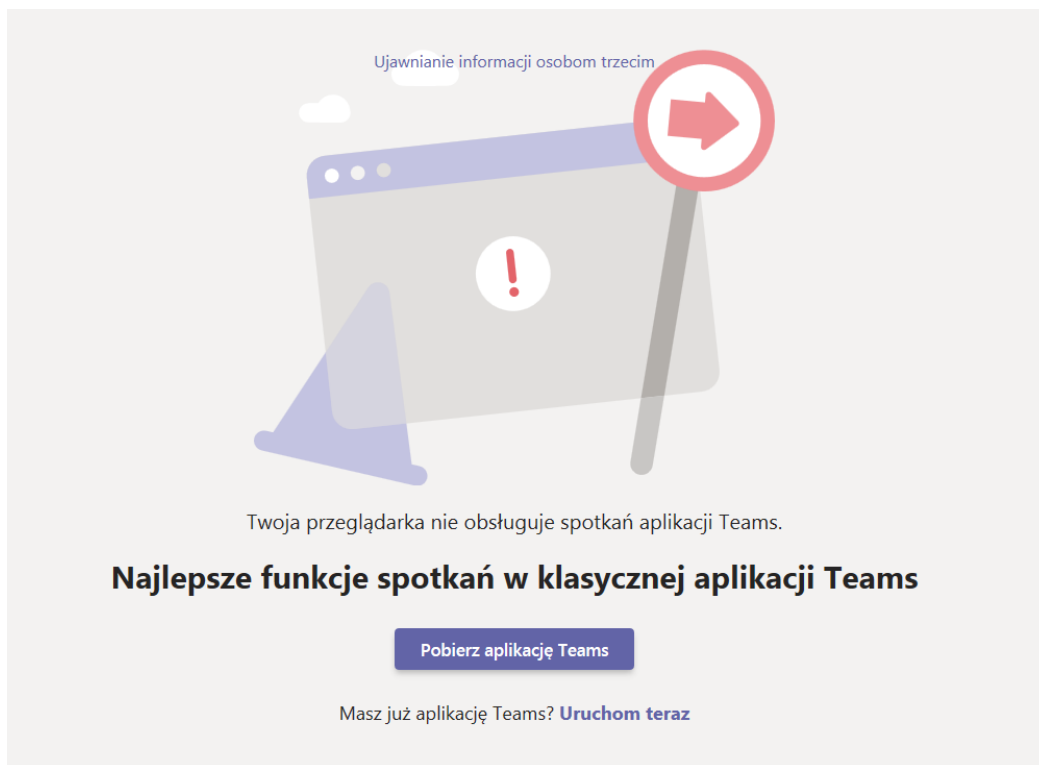 Ujawnianie informacji osobom trzecim
Twoja przeglądarka nie obsługuje spotkań aplikacji Teams.
Najlepsze funkcje spotkań w klasycznej aplikacji Teams
Pobierz aplikację Teams
Masz już aplikację Teams? Uruchom teraz